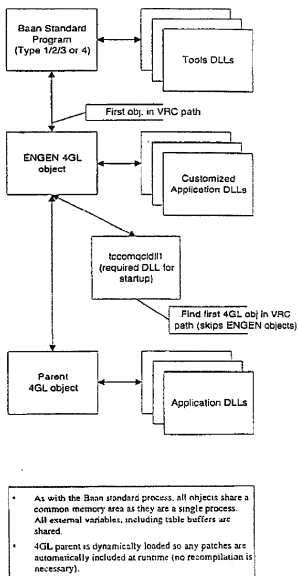 Baan Standard
Program
(Type 1/2/3 or 4)
Tools DLLs
First obj. in VRC path
ENGEN 4GL
object
Customized
Application DLLs
tccomqcldll1
(required DLL for
startup)
Find first 4GL obj in VRC
path (skips ENGEN objects)
Parent
4GL object
Application DLLs
• As with the Baan standard process, all objects share a
common memory area as they are a single process.
All external variables, including table buffers are
shared.
• 4GL parent is dynamically loaded so any patches are
automatically included at runtime (no recompilation is
necessary).